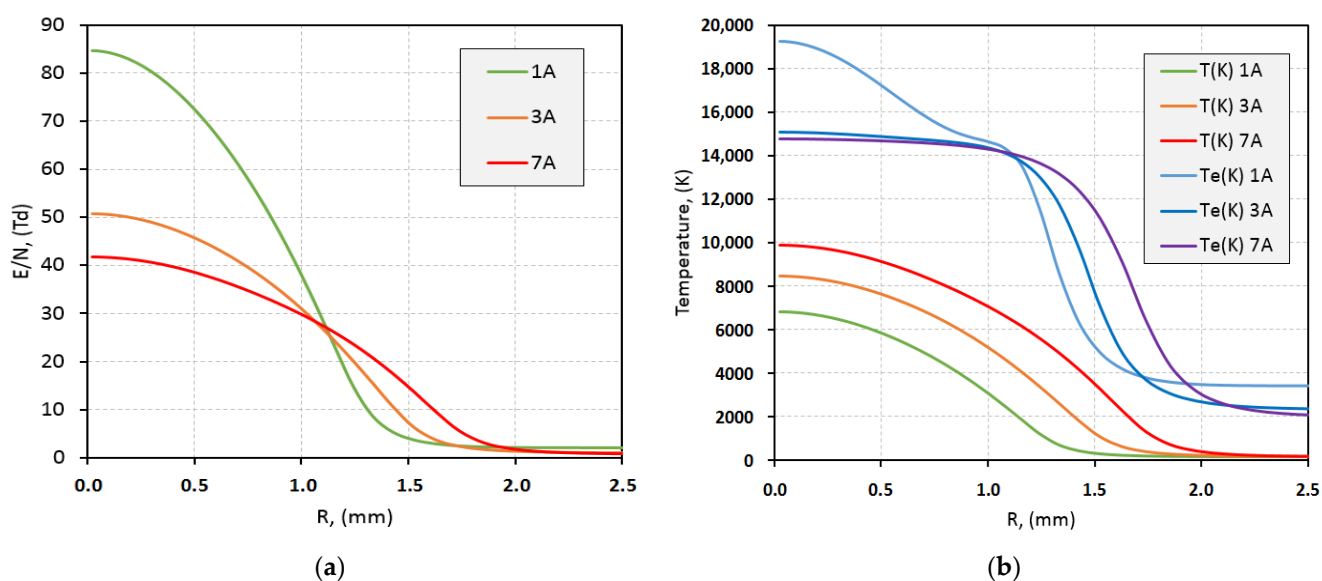 90
80
70
60
50
40
30
20
10
0
E/N, (Td)
1A
3A
7A
0.0 0.5 1.0 1.5 2.0 2.5
R, (mm)
(a)
20,000
18,000
16,000
14,000
12,000
10,000
8000
6000
4000
2000
0
Temperature, (K)
T(K) 1A
T(K) 3A
T(K) 7A
Te(K) 1A
Te(K) 3A
Te(K) 7A
0.0 0.5 1.0 1.5 2.0 2.5
R, (mm)
(b)